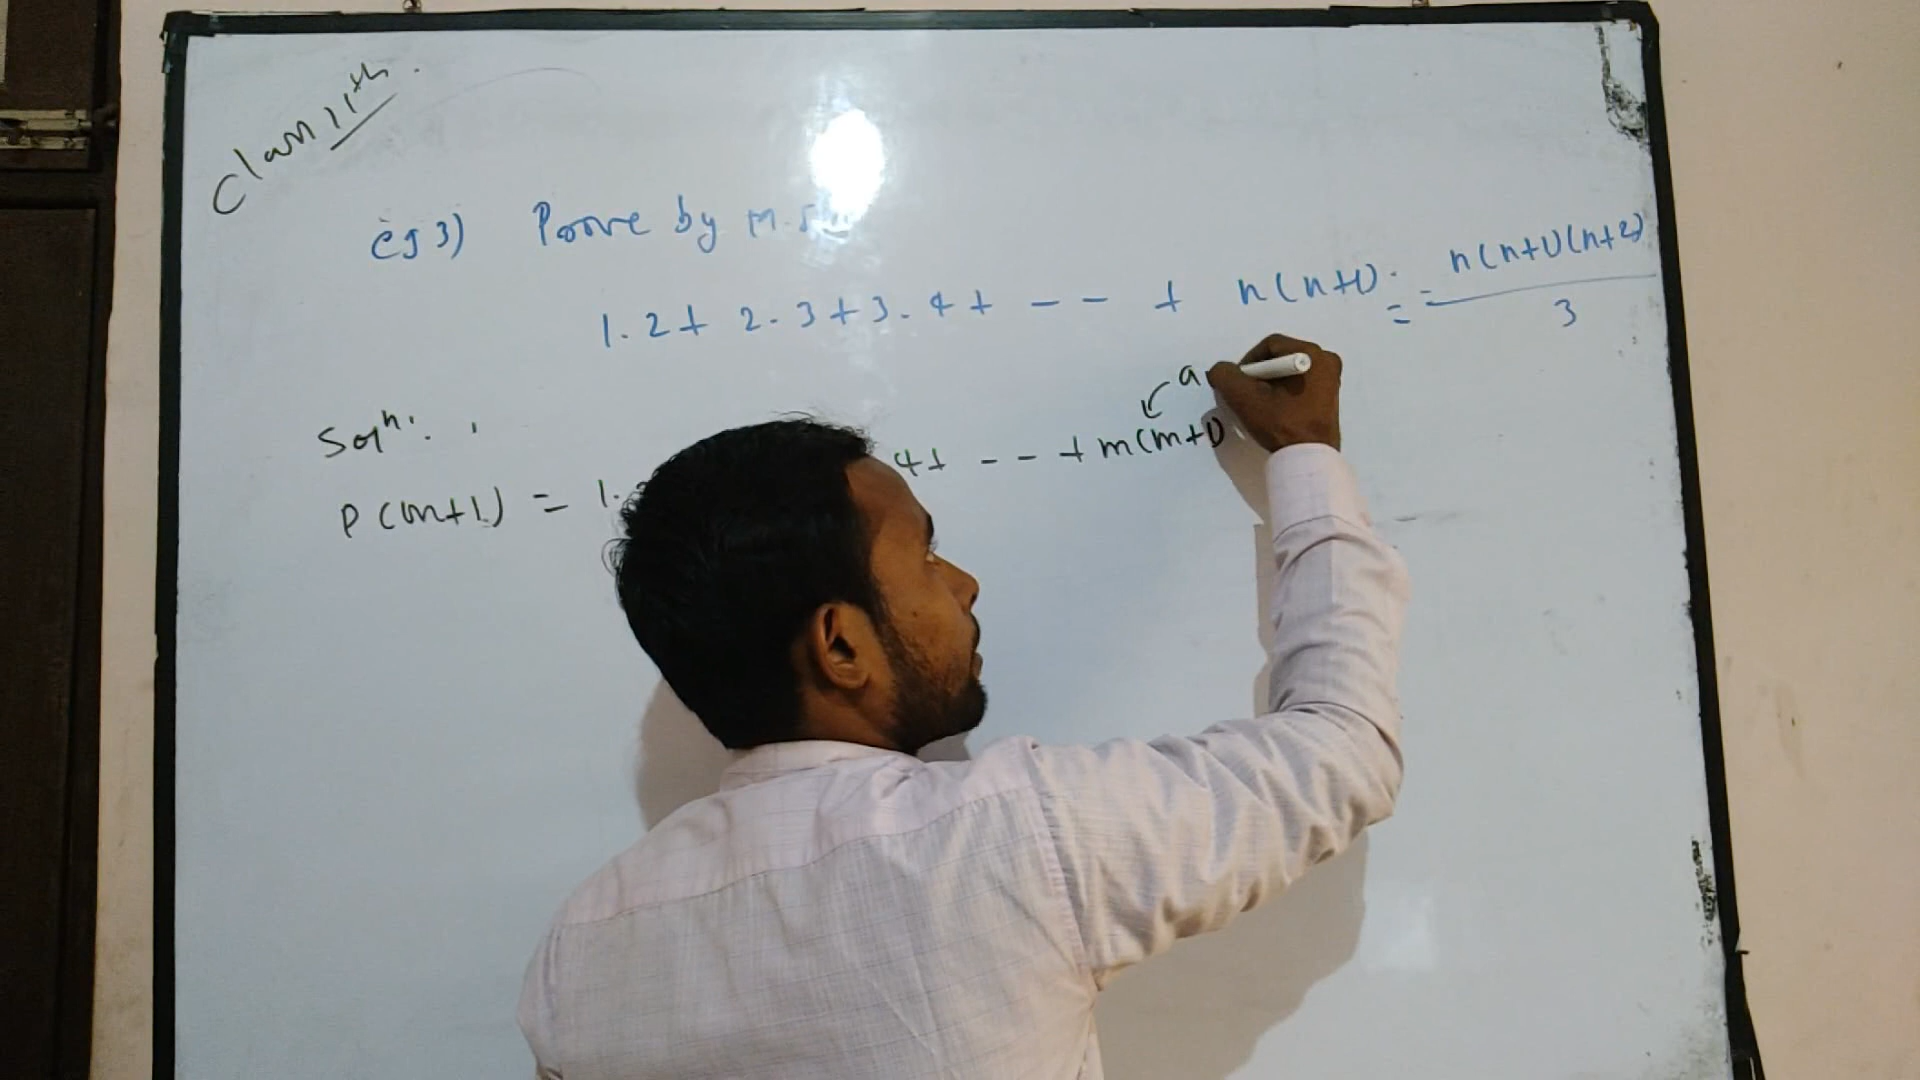 Class 11th.
eg 3) Prove by M.
1.2 + 2.3 + 3.4 + -- + n(n+1). = = n(n+1)(n+2) / 3
a
Soln:.
P(m+1) = 1. 4+ -- + m(m+1)